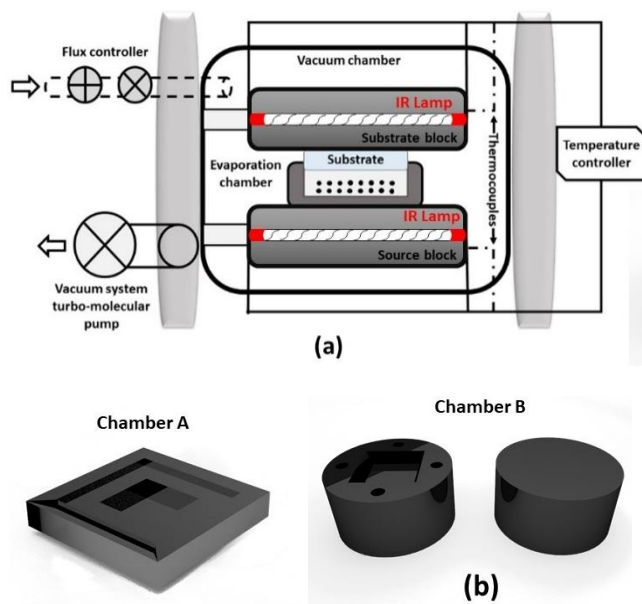 Flux controller
Vacuum chamber
IR Lamp
Substrate block
Substrate
Evaporation
chamber
Thermocouples
Temperature
controller
IR Lamp
Source block
Vacuum system
turbo-molecular
pump
(a)
Chamber A
Chamber B
(b)